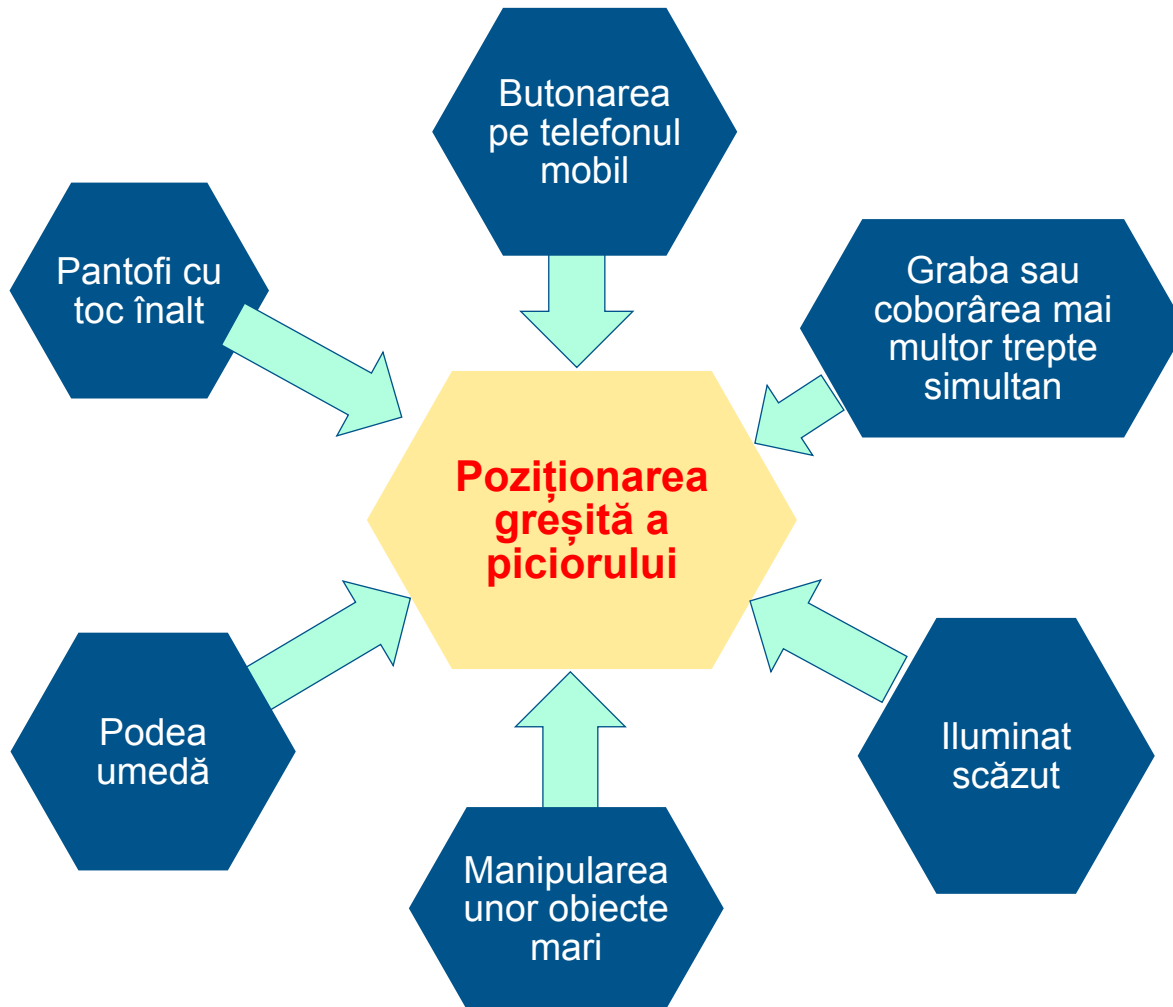 Butonarea
pe telefonul
mobil
Pantofi cu
toc înalt
Graba sau
coborârea mai
multor trepte
simultan
Poziționarea
greșită a
piciorului
Podea
umedă
Iluminat
scăzut
Manipularea
unor obiecte
mari